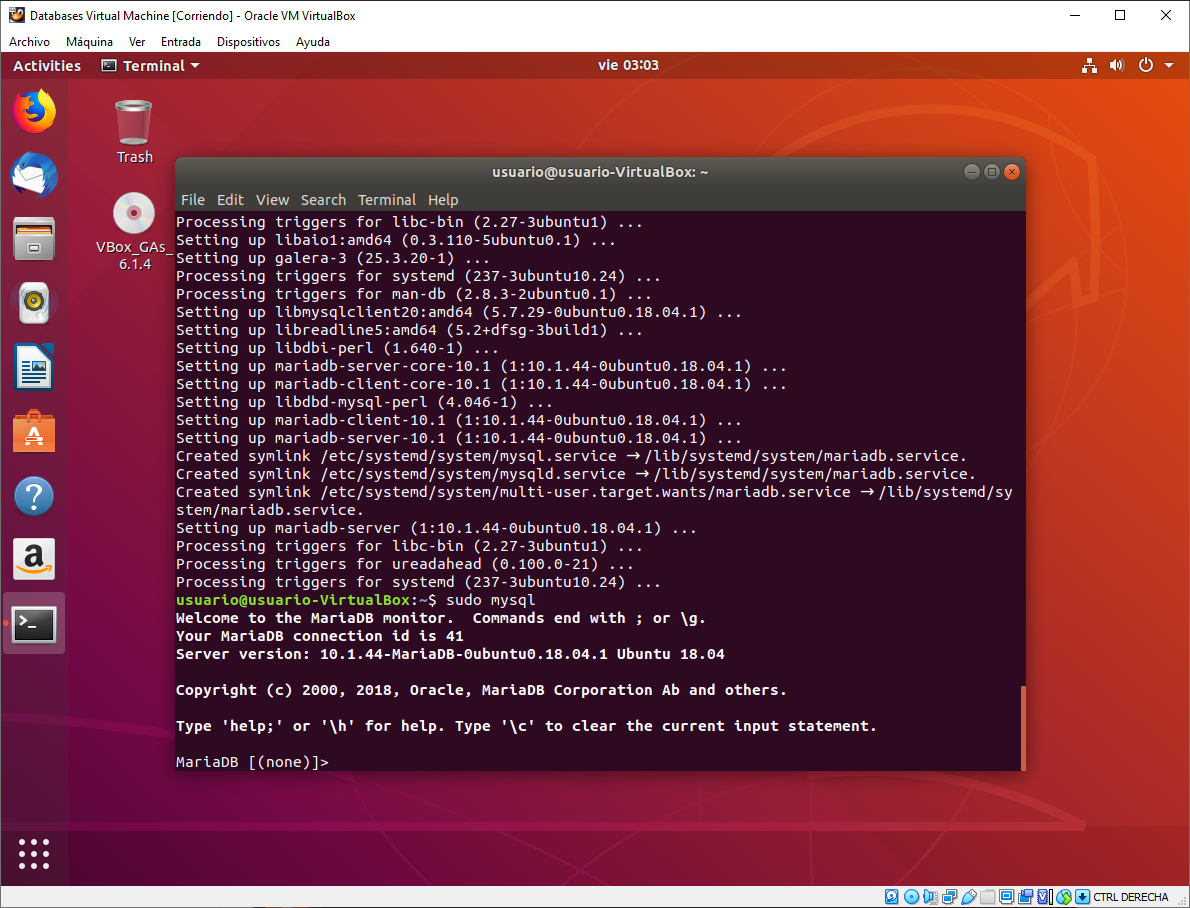 Databases Virtual Machine [Corriendo] - Oracle VM VirtualBox
Archivo Máquina Ver Entrada Dispositivos Ayuda
Activities Terminal vie 03:03
Trash
VBox_GAs_
6.1.4
usuario@usuario-VirtualBox: ~
File Edit View Search Terminal Help
Processing triggers for libc-bin (2.27-3ubuntu1) ...
Setting up libaio1:amd64 (0.3.110-5ubuntu0.1) ...
Setting up galera-3 (25.3.20-1) ...
Processing triggers for systemd (237-3ubuntu10.24) ...
Processing triggers for man-db (2.8.3-2ubuntu0.1) ...
Setting up libmysqlclient20:amd64 (5.7.29-0ubuntu0.18.04.1) ...
Setting up libreadline5:amd64 (5.2+dfsg-3build1) ...
Setting up libdbi-perl (1.640-1) ...
Setting up mariadb-server-core-10.1 (1:10.1.44-0ubuntu0.18.04.1) ...
Setting up mariadb-client-core-10.1 (1:10.1.44-0ubuntu0.18.04.1) ...
Setting up libdbd-mysql-perl (4.046-1) ...
Setting up mariadb-client-10.1 (1:10.1.44-0ubuntu0.18.04.1) ...
Setting up mariadb-server-10.1 (1:10.1.44-0ubuntu0.18.04.1) ...
Created symlink /etc/systemd/system/mysql.service → /lib/systemd/system/mariadb.service.
Created symlink /etc/systemd/system/mysqld.service → /lib/systemd/system/mariadb.service.
Created symlink /etc/systemd/system/multi-user.target.wants/mariadb.service → /lib/systemd/sy
stem/mariadb.service.
Setting up mariadb-server (1:10.1.44-0ubuntu0.18.04.1) ...
Processing triggers for libc-bin (2.27-3ubuntu1) ...
Processing triggers for ureadahead (0.100.0-21) ...
Processing triggers for systemd (237-3ubuntu10.24) ...
usuario@usuario-VirtualBox:~$ sudo mysql
Welcome to the MariaDB monitor.  Commands end with ; or \g.
Your MariaDB connection id is 41
Server version: 10.1.44-MariaDB-0ubuntu0.18.04.1 Ubuntu 18.04
Copyright (c) 2000, 2018, Oracle, MariaDB Corporation Ab and others.
Type 'help;' or '\h' for help. Type '\c' to clear the current input statement.
MariaDB [(none)]>
CTRL DERECHA